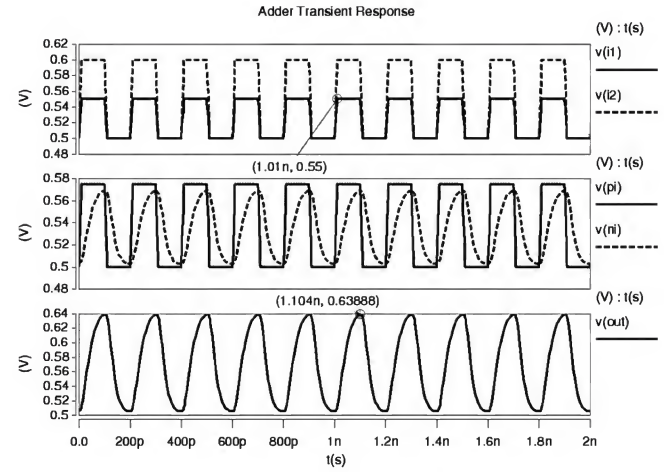 Adder Transient Response
(V) : t(s)
v(i1)
v(i2)
(V)
0.62
0.6
0.58
0.56
0.54
0.52
0.5
0.48
(1.01n, 0.55)
(V) : t(s)
v(pi)
v(ni)
(V)
0.58
0.56
0.54
0.52
0.5
0.48
(1.104n, 0.63888)
(V) : t(s)
v(out)
(V)
0.64
0.62
0.6
0.58
0.56
0.54
0.52
0.5
0.0 200p 400p 600p 800p 1n 1.2n 1.4n 1.6n 1.8n 2n
t(s)